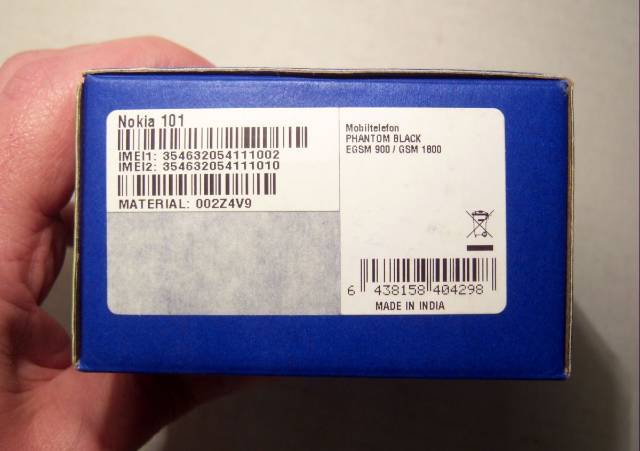 Nokia 101
IMEI1: 354632054111002
IMEI2: 354632054111010
MATERIAL: 002Z4V9
Mobiltelefon
PHANTOM BLACK
EGSM 900 / GSM 1800
6 438158 404298
MADE IN INDIA